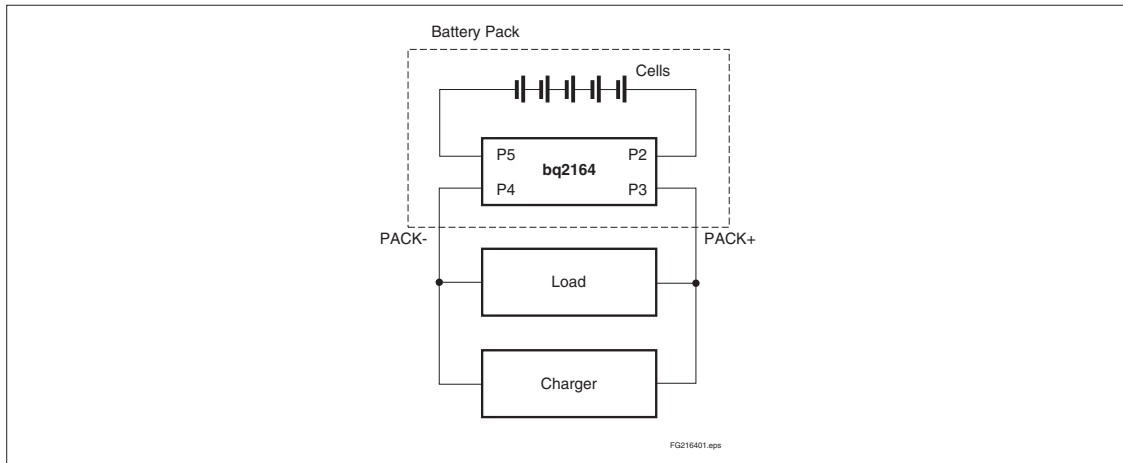 Battery Pack
Cells
P5 P2
bq2164
P4 P3
PACK- PACK+
Load
Charger
FG216401.eps